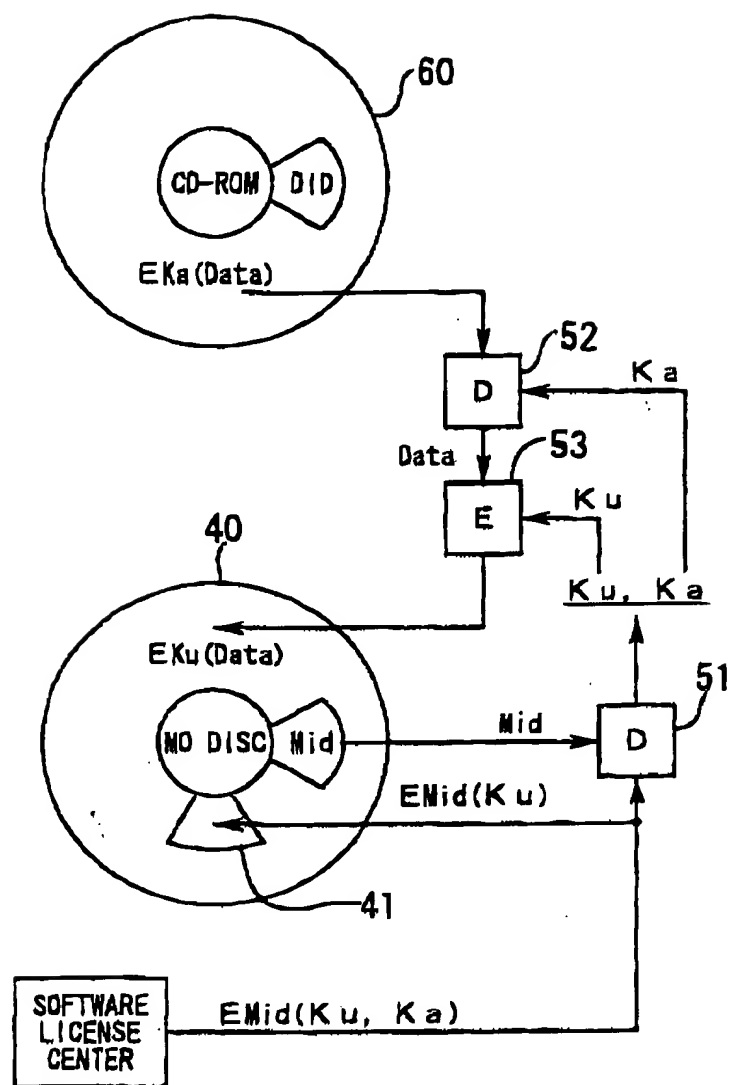 60
CD-ROM DID
EKa(Data)
52
D
Ka
Data
53
E
Ku
40
Ku, Ka
EKu(Data)
51
MO DISC Mid
Mid
D
EMid(Ku)
41
SOFTWARE
LICENSE
CENTER
EMid(Ku, Ka)